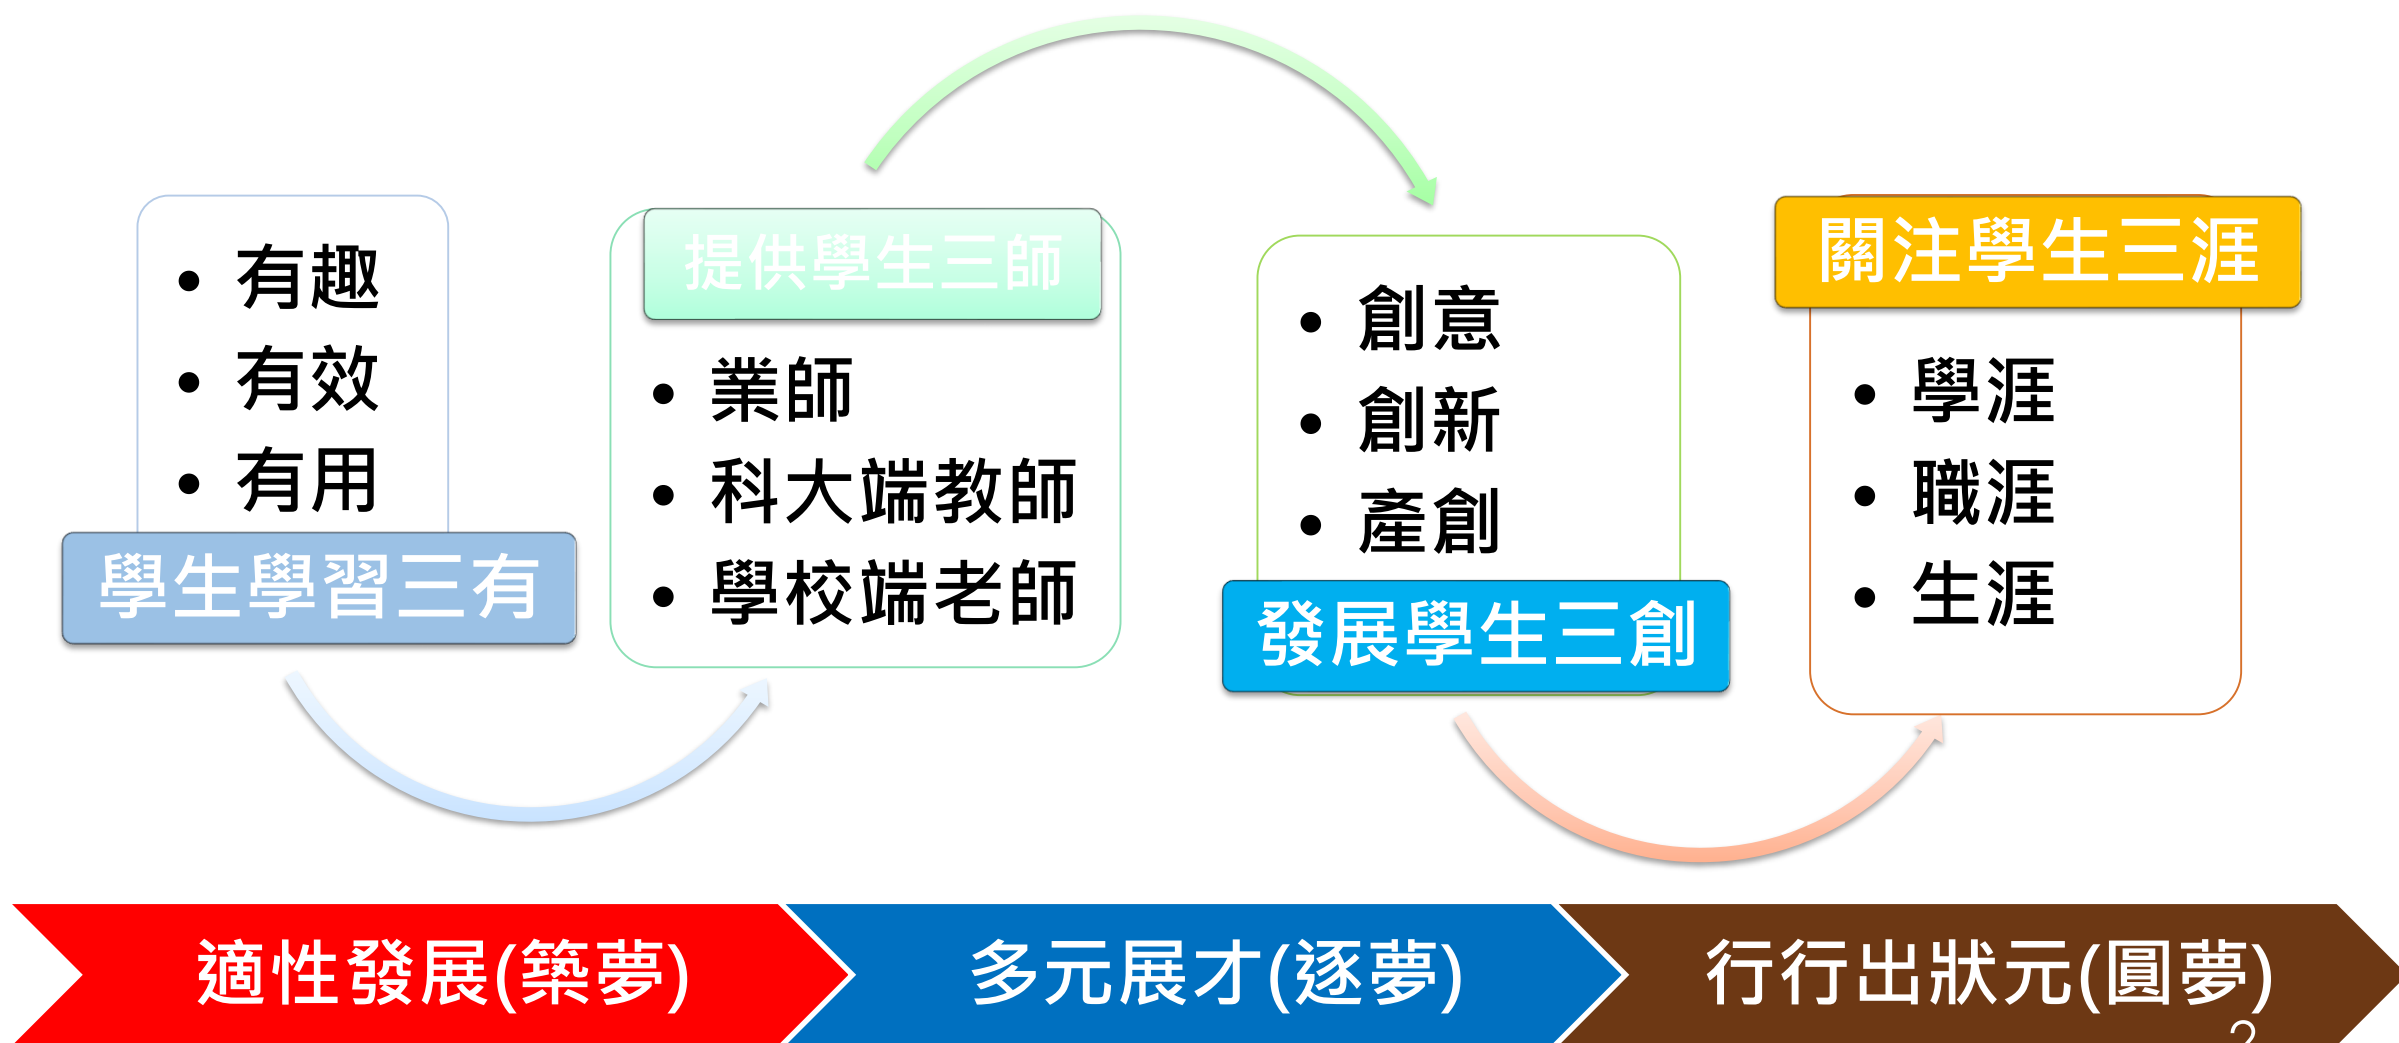 有趣
有效
有用
學生學習三有
提供學生三師
業師
科大端教師
學校端老師
創意
創新
產創
發展學生三創
關注學生三涯
學涯
職涯
生涯
適性發展(築夢)
多元展才(逐夢)
行行出狀元(圓夢)